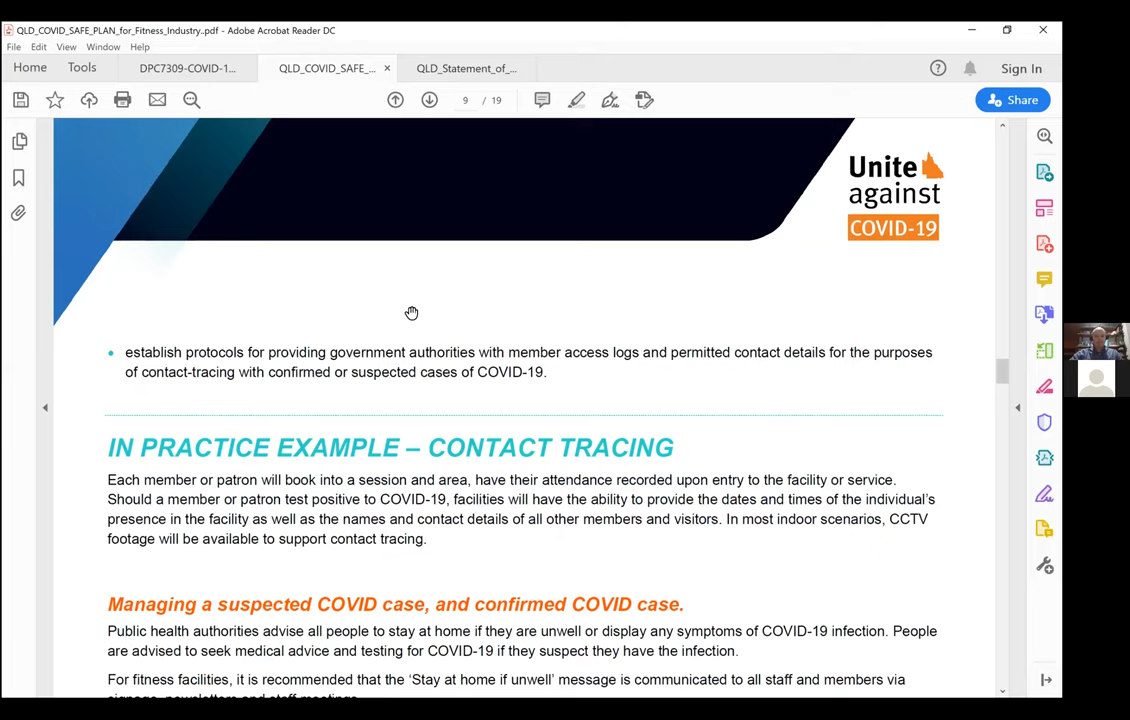 QLD_COVID_SAFE_PLAN_for_Fitness_Industry..pdf - Adobe Acrobat Reader DC
File Edit View Window Help
Home Tools DPC7309-COVID-1... QLD_COVID_SAFE_... × QLD_Statement_of_... Sign In
9 / 19 Share
Unite
against
COVID-19
• establish protocols for providing government authorities with member access logs and permitted contact details for the purposes
of contact-tracing with confirmed or suspected cases of COVID-19.
IN PRACTICE EXAMPLE – CONTACT TRACING
Each member or patron will book into a session and area, have their attendance recorded upon entry to the facility or service.
Should a member or patron test positive to COVID-19, facilities will have the ability to provide the dates and times of the individual's
presence in the facility as well as the names and contact details of all other members and visitors. In most indoor scenarios, CCTV
footage will be available to support contact tracing.
Managing a suspected COVID case, and confirmed COVID case.
Public health authorities advise all people to stay at home if they are unwell or display any symptoms of COVID-19 infection. People
are advised to seek medical advice and testing for COVID-19 if they suspect they have the infection.
For fitness facilities, it is recommended that the 'Stay at home if unwell' message is communicated to all staff and members via
signage, newsletters and staff meetings.